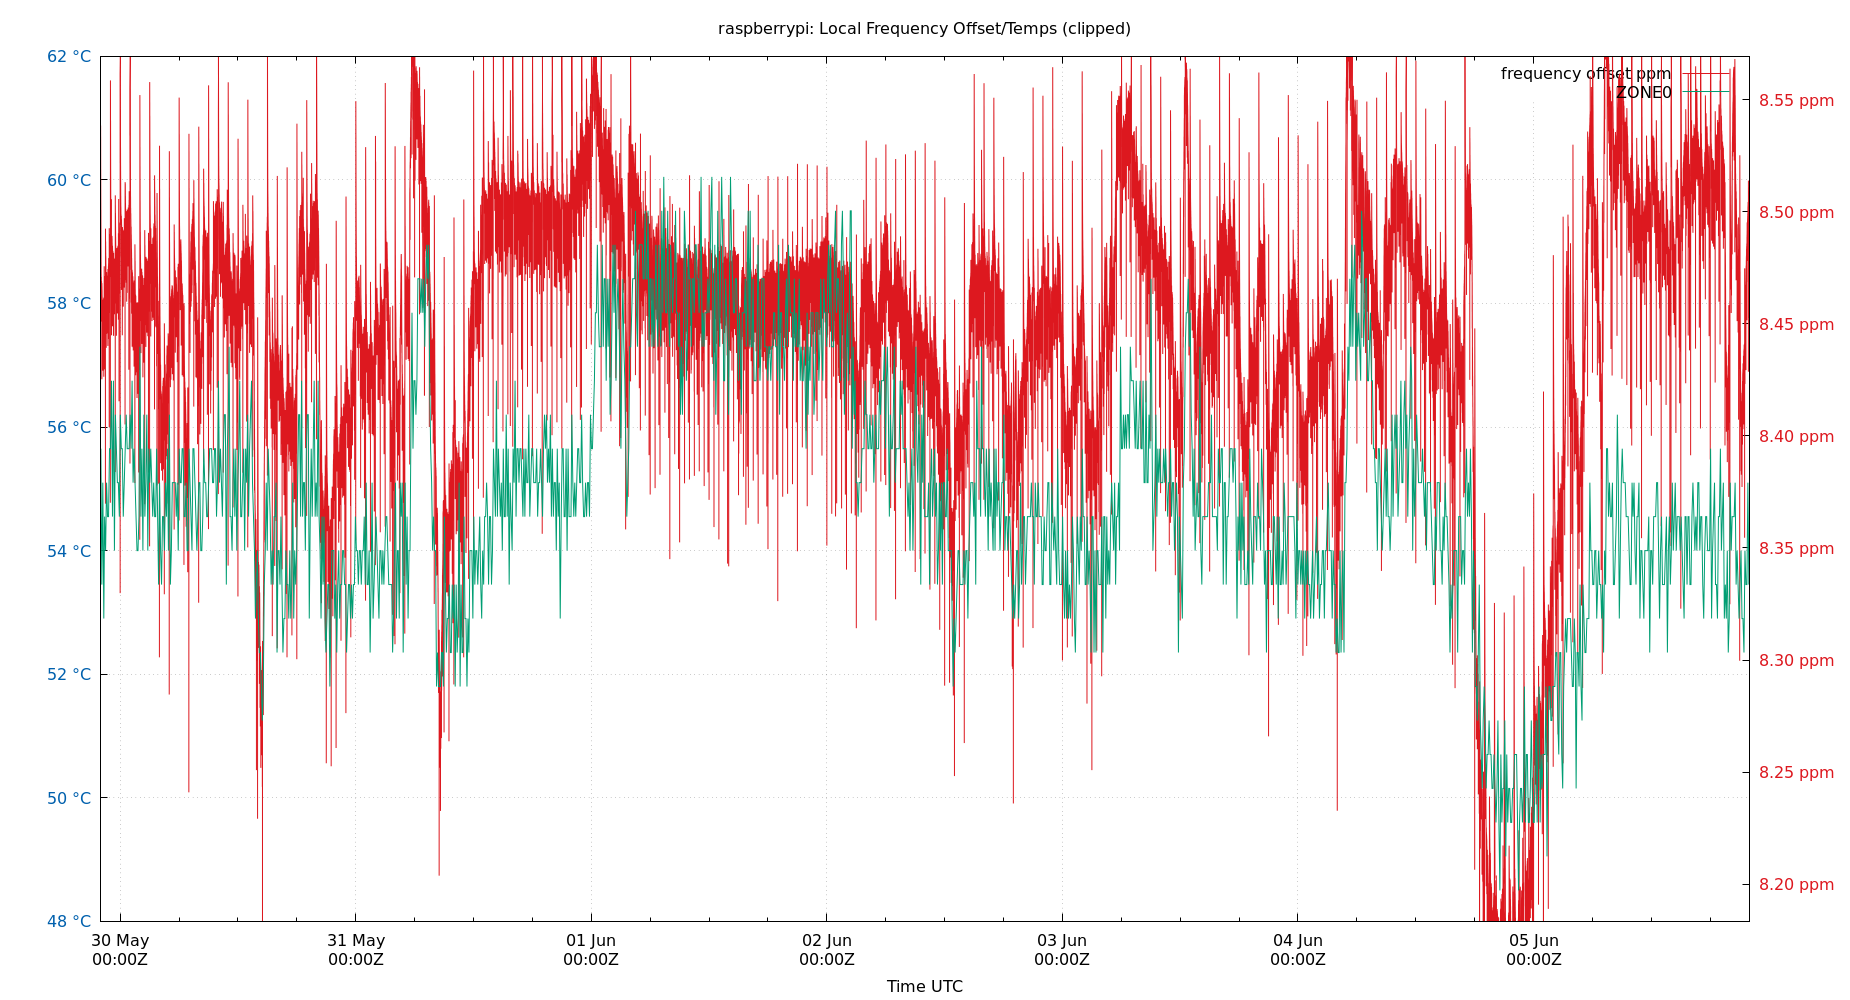 raspberrypi: Local Frequency Offset/Temps (clipped)
62 °C
60 °C
58 °C
56 °C
54 °C
52 °C
50 °C
48 °C
frequency offset ppm
ZONE0
8.55 ppm
8.50 ppm
8.45 ppm
8.40 ppm
8.35 ppm
8.30 ppm
8.25 ppm
8.20 ppm
30 May
00:00Z
31 May
00:00Z
01 Jun
00:00Z
02 Jun
00:00Z
03 Jun
00:00Z
04 Jun
00:00Z
05 Jun
00:00Z
Time UTC